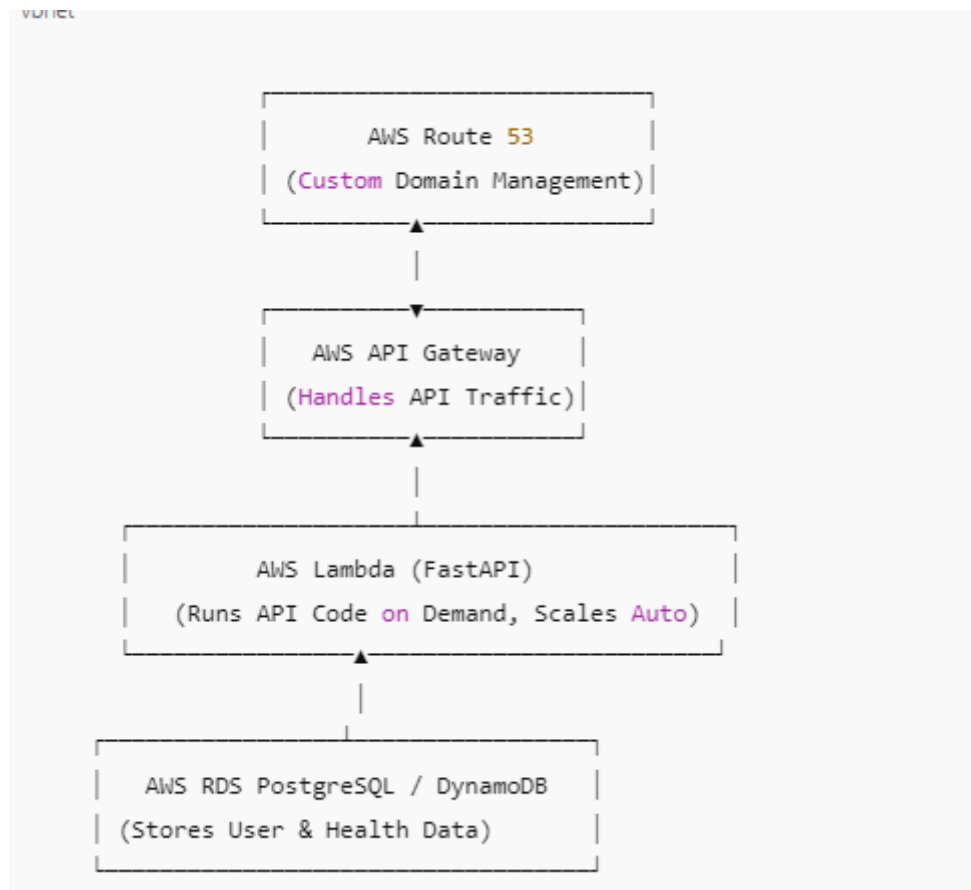 vbnet
AWS Route 53
(Custom Domain Management)
AWS API Gateway
(Handles API Traffic)
AWS Lambda (FastAPI)
(Runs API Code on Demand, Scales Auto)
AWS RDS PostgreSQL / DynamoDB
(Stores User & Health Data)